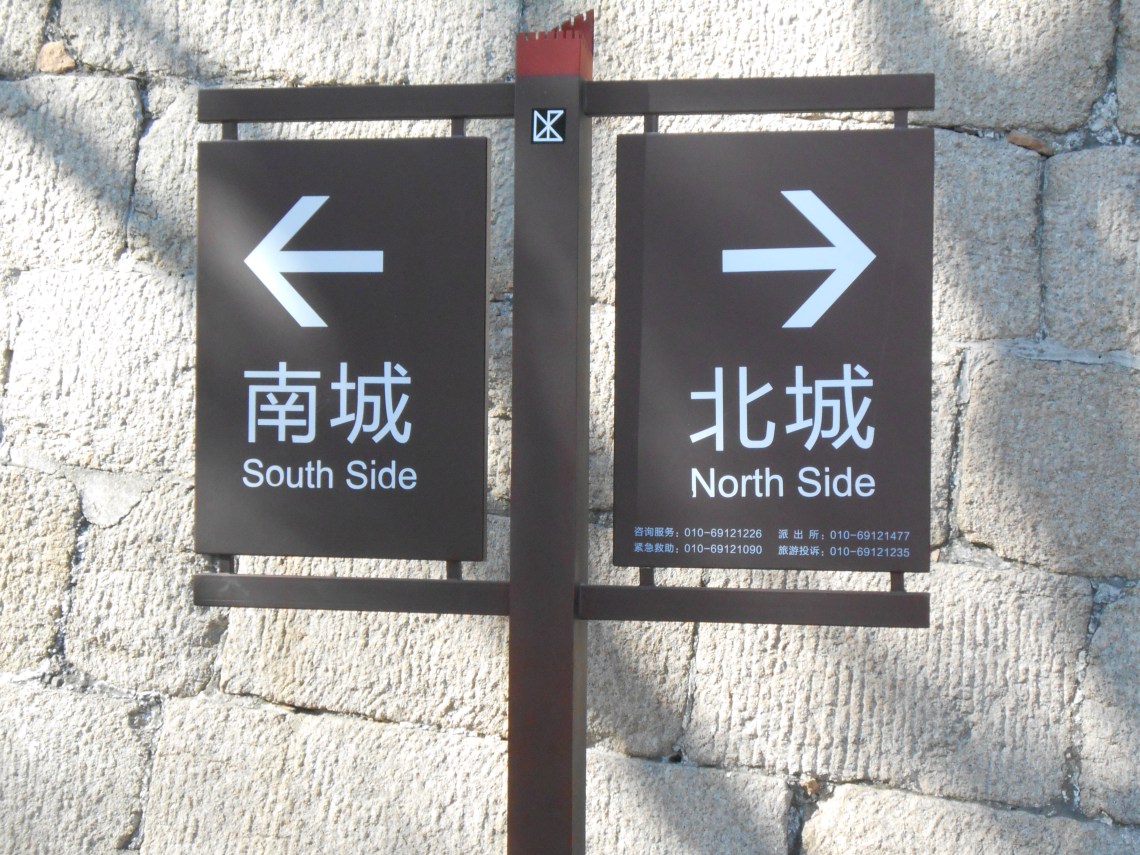 南城
South Side
北城
North Side
咨询服务：010-69121226 派出所：010-69121477
紧急救助：010-69121090 旅游投诉：010-69121235